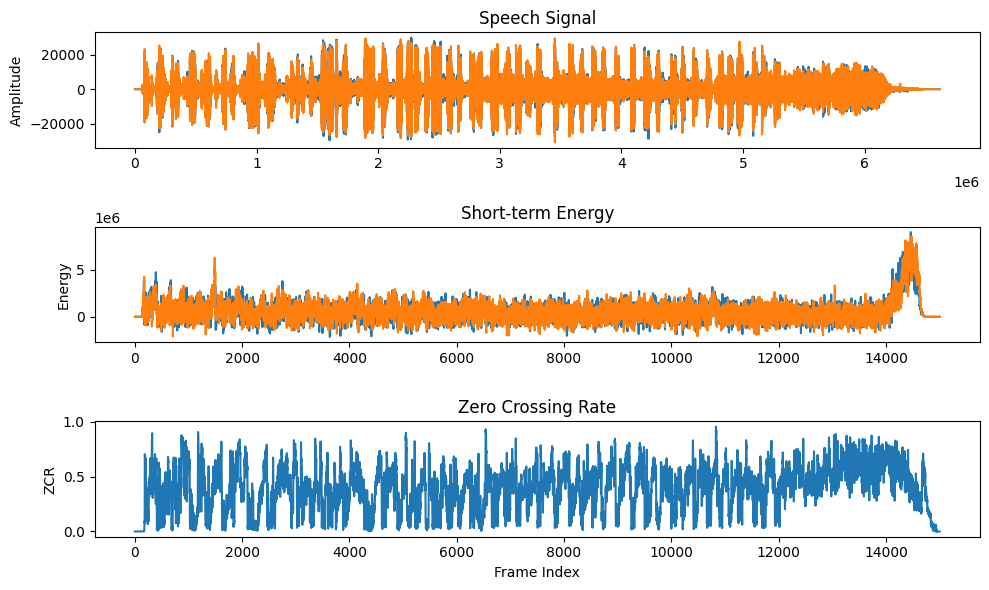 Speech Signal
Amplitude
20000
0
−20000
0 1 2 3 4 5 6
1e6
Short-term Energy
1e6
Energy
5
0
0 2000 4000 6000 8000 10000 12000 14000
Zero Crossing Rate
ZCR
1.0
0.5
0.0
0 2000 4000 6000 8000 10000 12000 14000
Frame Index